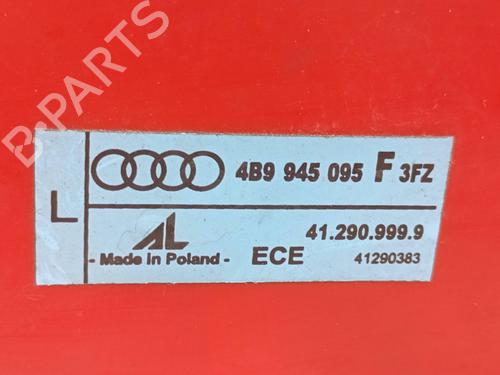 B-PARTS
L
4B9 945 095 F 3FZ
AL
41.290.999.9
- Made in Poland -
ECE
41290383